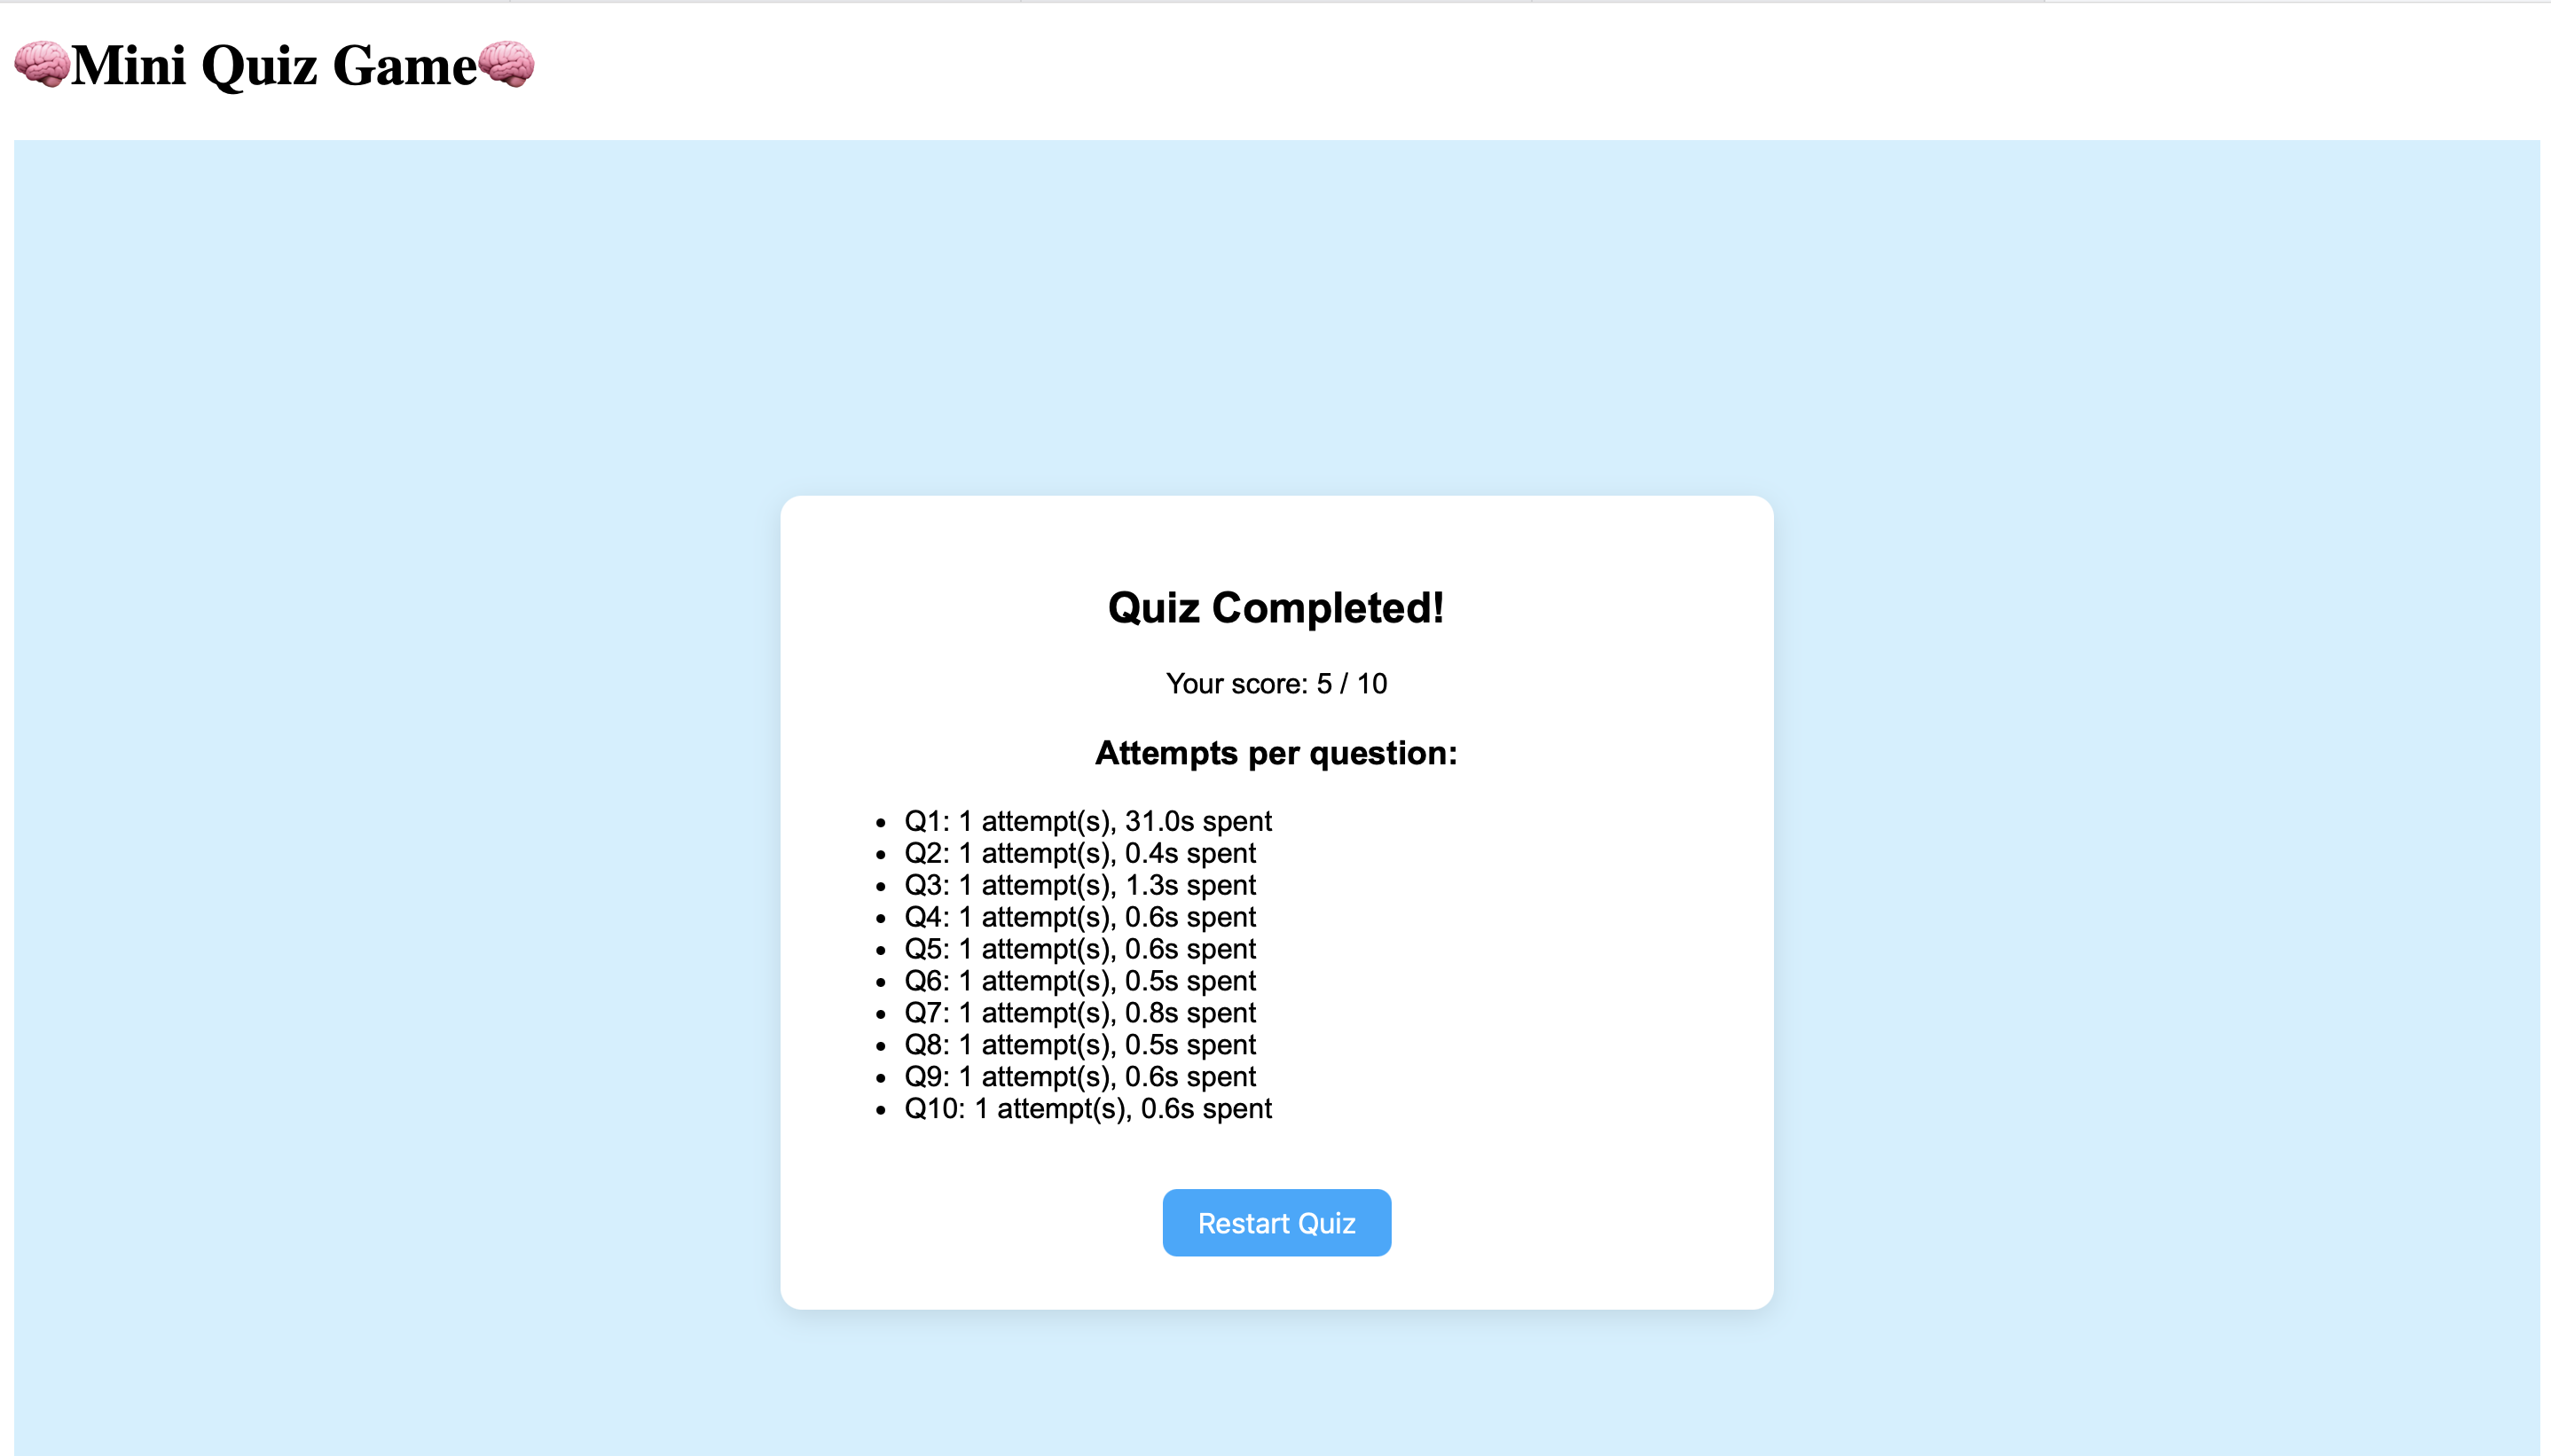 🧠Mini Quiz Game🧠
Quiz Completed!
Your score: 5 / 10
Attempts per question:
• Q1: 1 attempt(s), 31.0s spent
• Q2: 1 attempt(s), 0.4s spent
• Q3: 1 attempt(s), 1.3s spent
• Q4: 1 attempt(s), 0.6s spent
• Q5: 1 attempt(s), 0.6s spent
• Q6: 1 attempt(s), 0.5s spent
• Q7: 1 attempt(s), 0.8s spent
• Q8: 1 attempt(s), 0.5s spent
• Q9: 1 attempt(s), 0.6s spent
• Q10: 1 attempt(s), 0.6s spent
Restart Quiz